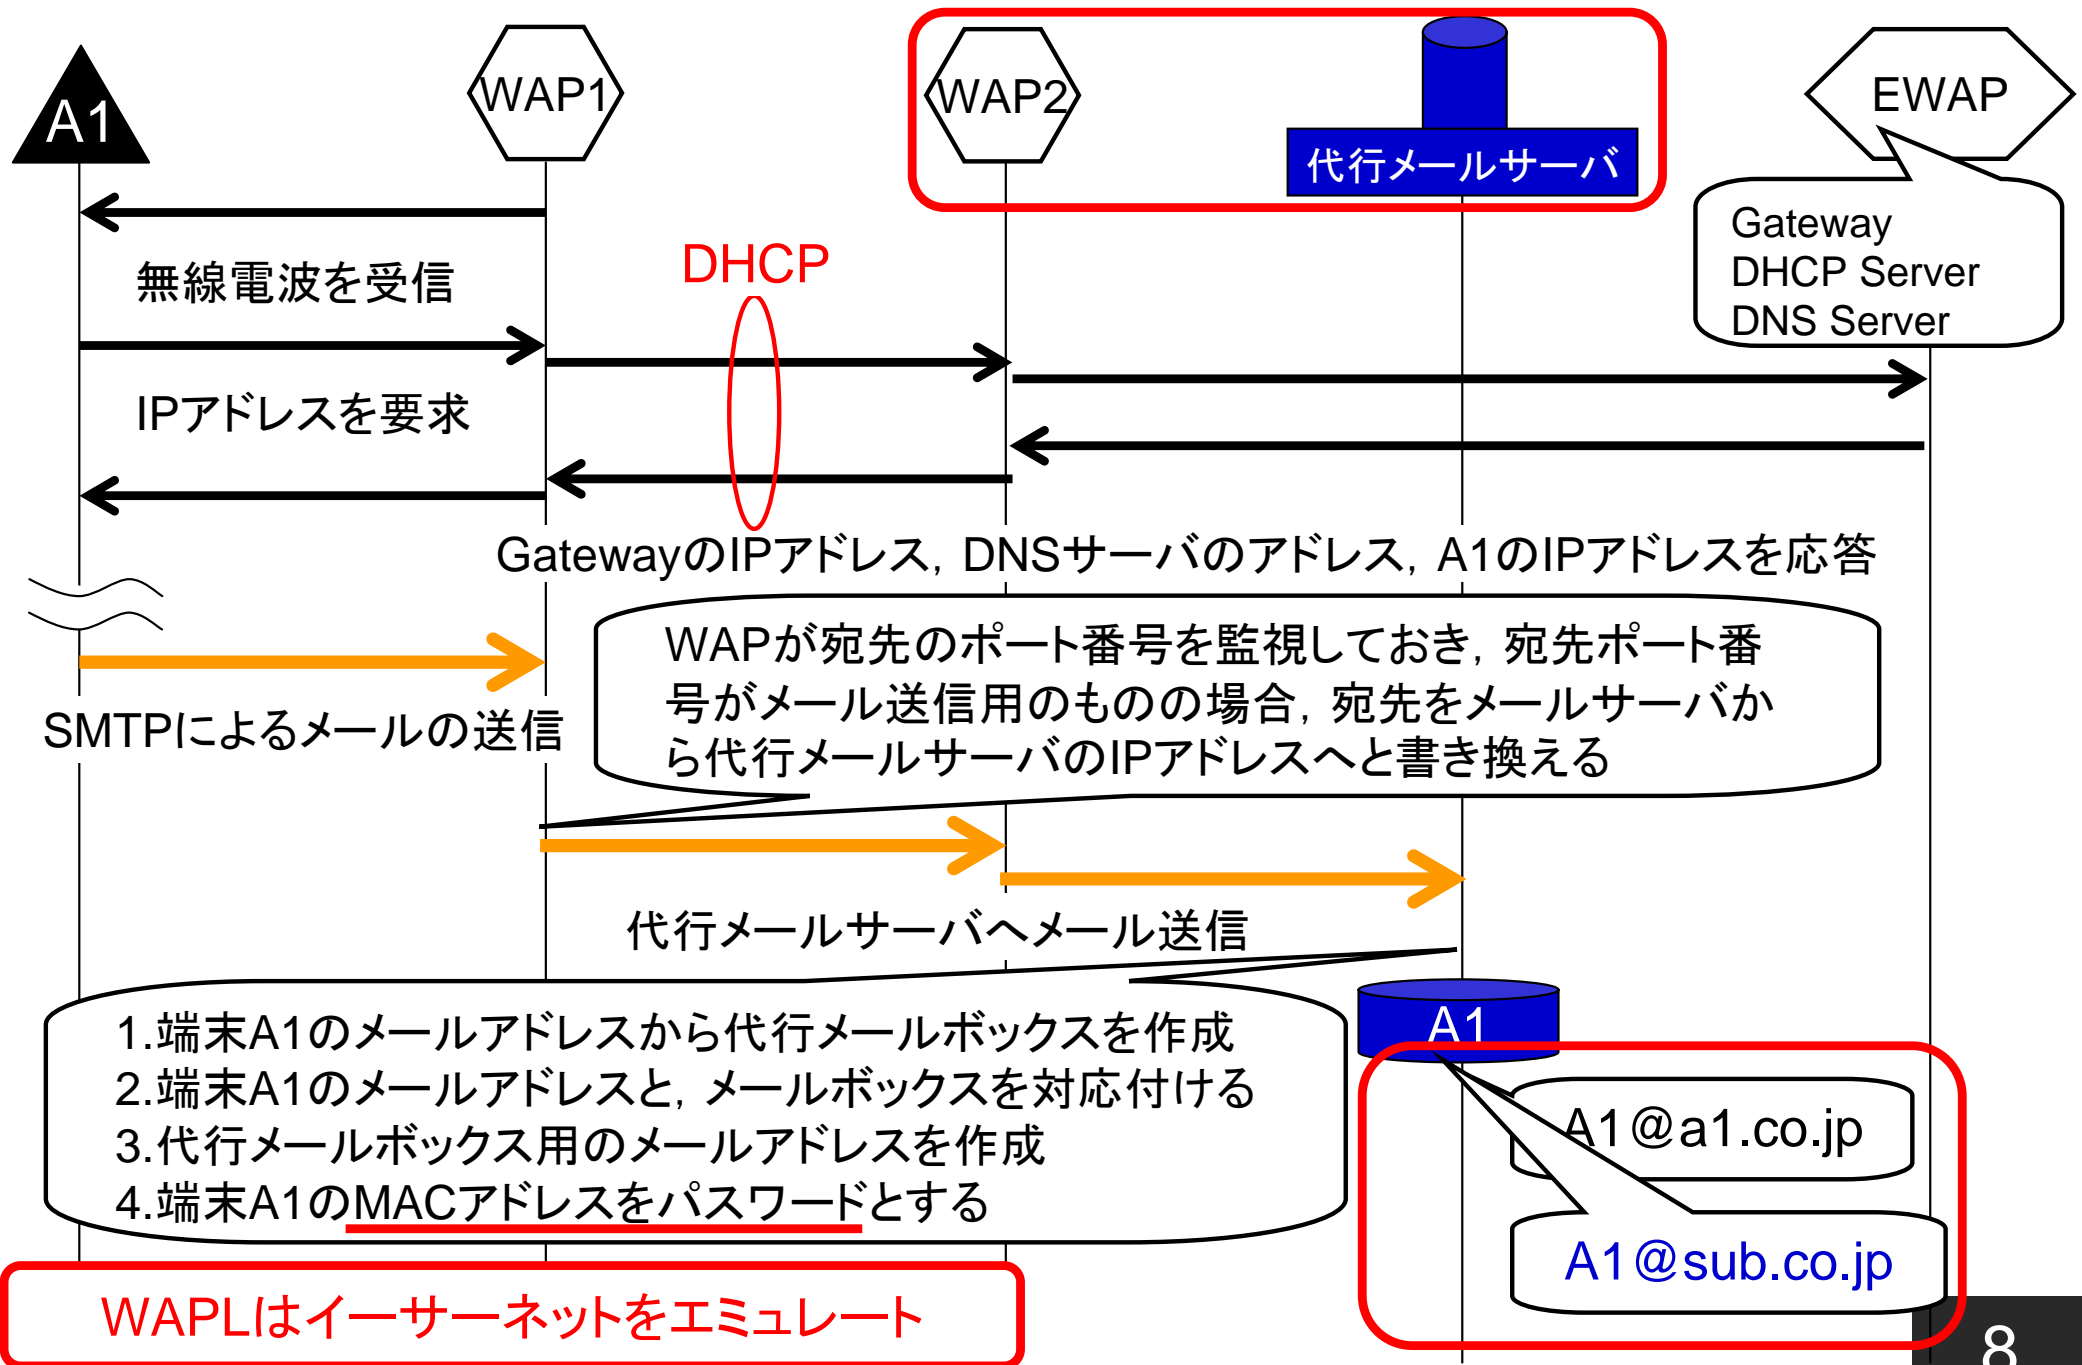 A1
WAP1
WAP2
代行メールサーバ
EWAP
Gateway
DHCP Server
DNS Server
無線電波を受信
DHCP
IPアドレスを要求
GatewayのIPアドレス，DNSサーバのアドレス，A1のIPアドレスを応答
WAPが宛先のポート番号を監視しておき，宛先ポート番
号がメール送信用のものの場合，宛先をメールサーバか
ら代行メールサーバのIPアドレスへと書き換える
SMTPによるメールの送信
代行メールサーバへメール送信
1.端末A1のメールアドレスから代行メールボックスを作成
2.端末A1のメールアドレスと，メールボックスを対応付ける
3.代行メールボックス用のメールアドレスを作成
4.端末A1のMACアドレスをパスワードとする
A1
A1@a1.co.jp
A1@sub.co.jp
WAPLはイーサーネットをエミュレート
8